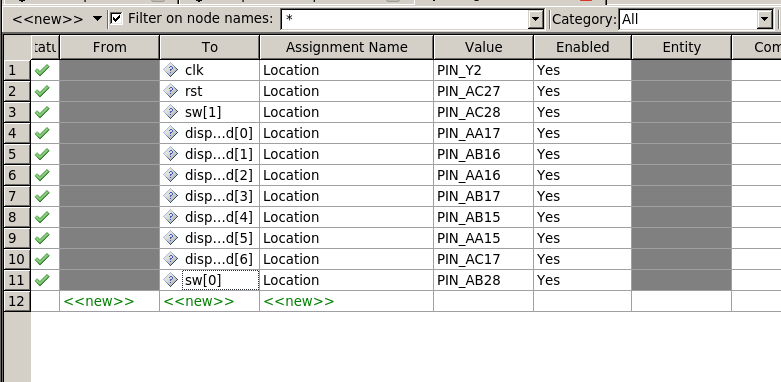 <<new>> Filter on node names: * Category: All
tatu From To Assignment Name Value Enabled Entity Com
1 clk Location PIN_Y2 Yes
2 rst Location PIN_AC27 Yes
3 sw[1] Location PIN_AC28 Yes
4 disp...d[0] Location PIN_AA17 Yes
5 disp...d[1] Location PIN_AB16 Yes
6 disp...d[2] Location PIN_AA16 Yes
7 disp...d[3] Location PIN_AB17 Yes
8 disp...d[4] Location PIN_AB15 Yes
9 disp...d[5] Location PIN_AA15 Yes
10 disp...d[6] Location PIN_AC17 Yes
11 sw[0] Location PIN_AB28 Yes
12 <<new>> <<new>> <<new>>